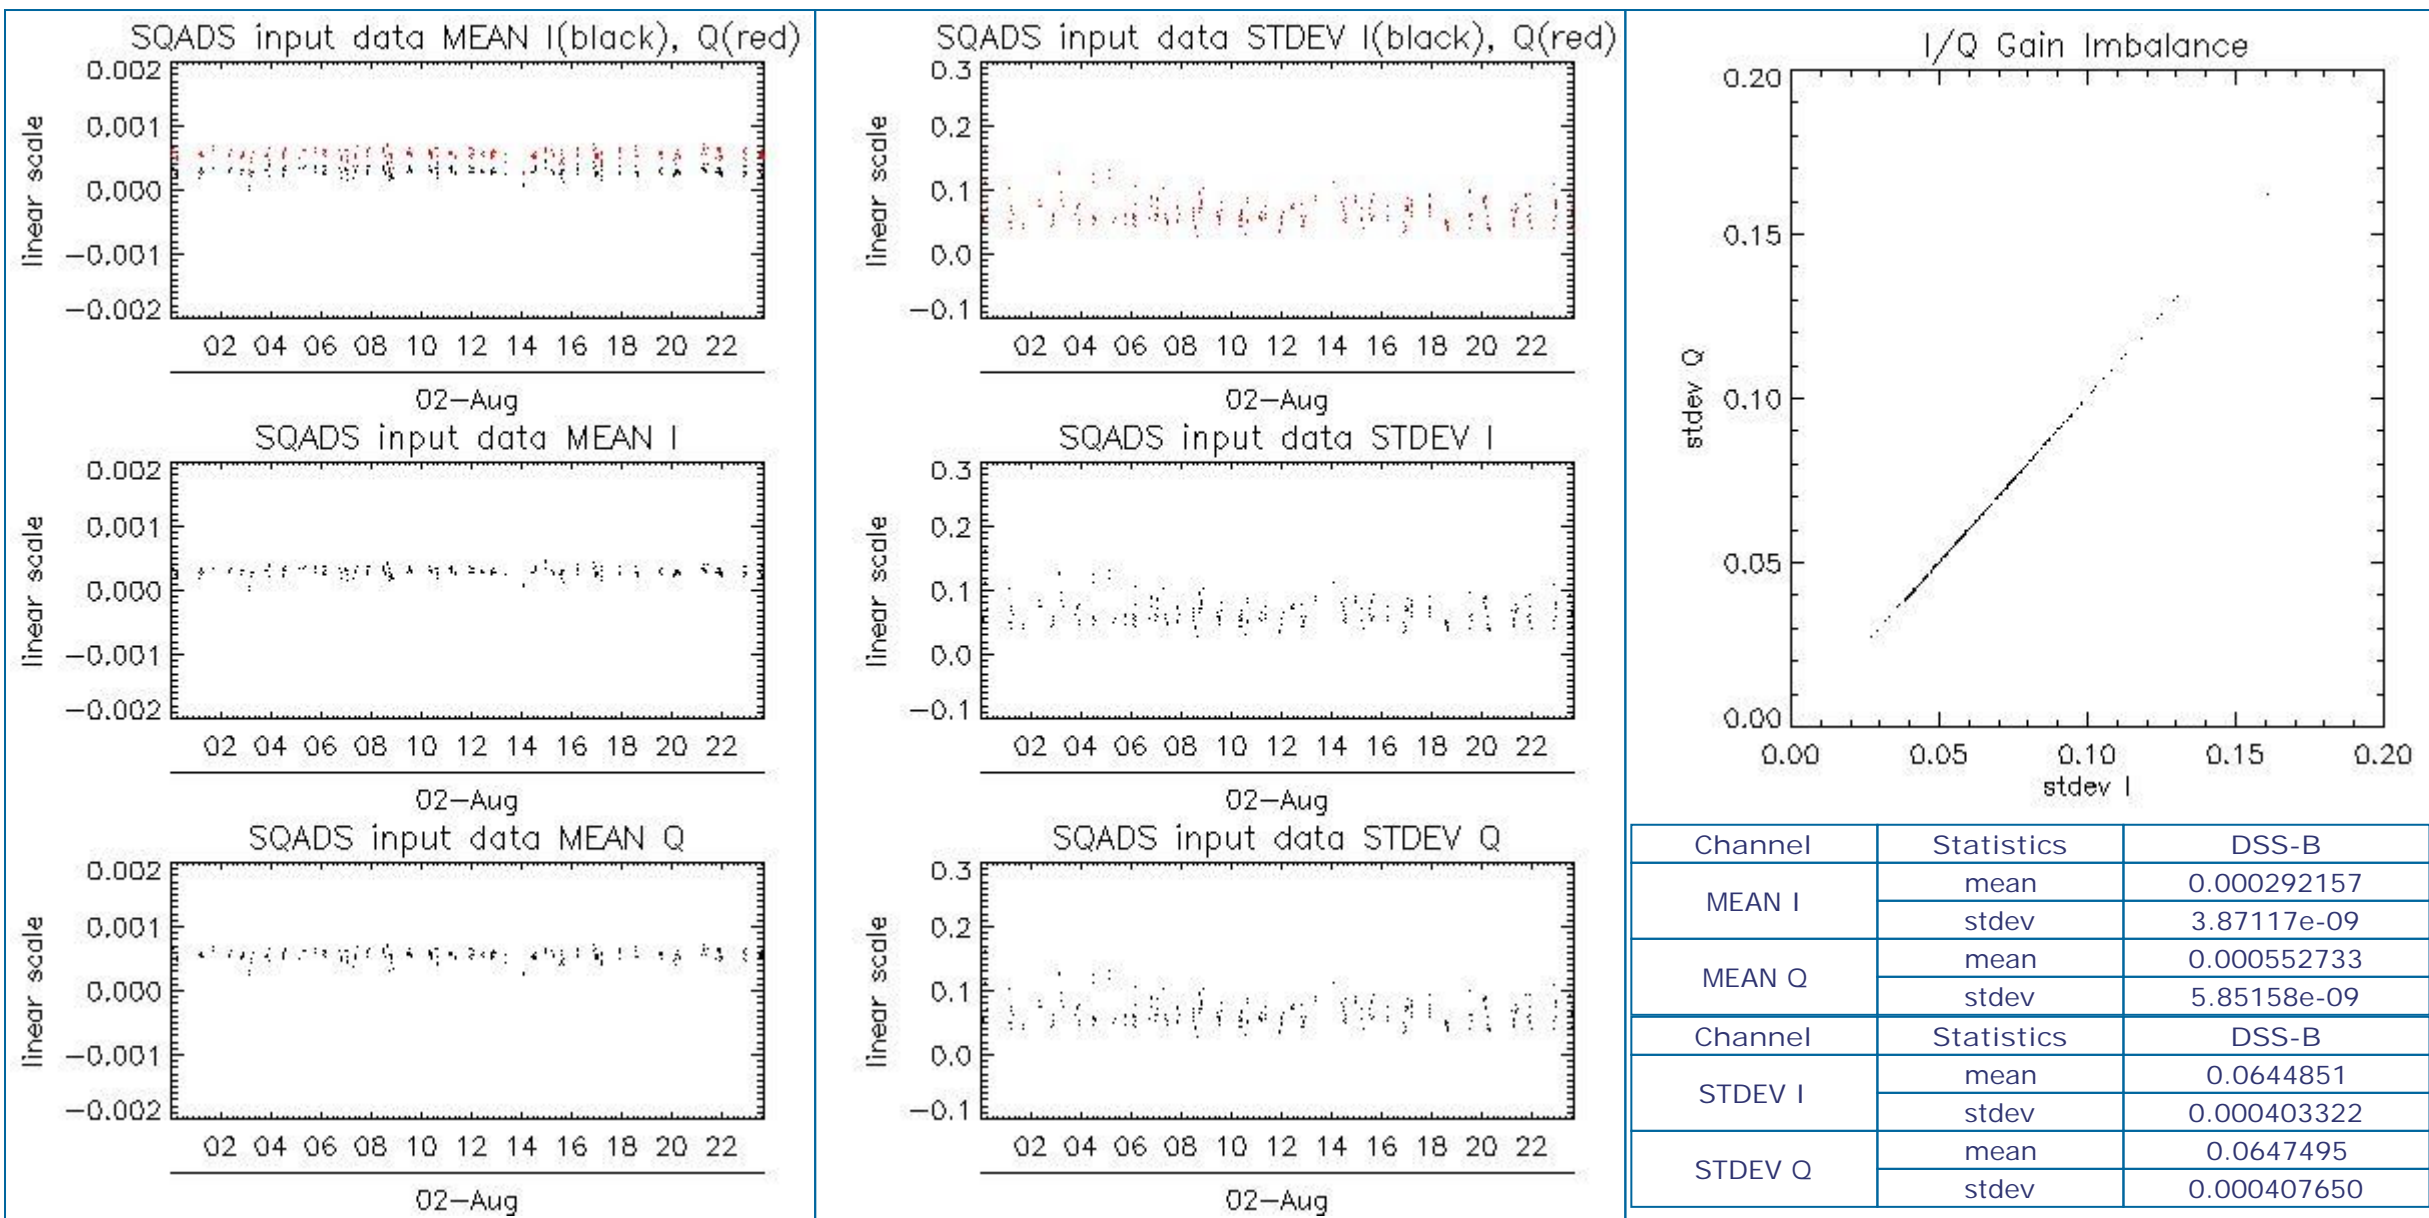 SQADS input data MEAN I(black), Q(red)
linear scale
0.002
0.001
0.000
−0.001
−0.002
02 04 06 08 10 12 14 16 18 20 22
02−Aug
SQADS input data MEAN I
linear scale
0.002
0.001
0.000
−0.001
−0.002
02 04 06 08 10 12 14 16 18 20 22
02−Aug
SQADS input data MEAN Q
linear scale
0.002
0.001
0.000
−0.001
−0.002
02 04 06 08 10 12 14 16 18 20 22
02−Aug
SQADS input data STDEV I(black), Q(red)
linear scale
0.3
0.2
0.1
0.0
−0.1
02 04 06 08 10 12 14 16 18 20 22
02−Aug
SQADS input data STDEV I
linear scale
0.3
0.2
0.1
0.0
−0.1
02 04 06 08 10 12 14 16 18 20 22
02−Aug
SQADS input data STDEV Q
linear scale
0.3
0.2
0.1
0.0
−0.1
02 04 06 08 10 12 14 16 18 20 22
02−Aug
I/Q Gain Imbalance
stdev Q
0.20
0.15
0.10
0.05
0.00
0.00 0.05 0.10 0.15 0.20
stdev I
Channel Statistics DSS-B
MEAN I mean 0.000292157
stdev 3.87117e-09
MEAN Q mean 0.000552733
stdev 5.85158e-09
Channel Statistics DSS-B
STDEV I mean 0.0644851
stdev 0.000403322
STDEV Q mean 0.0647495
stdev 0.000407650